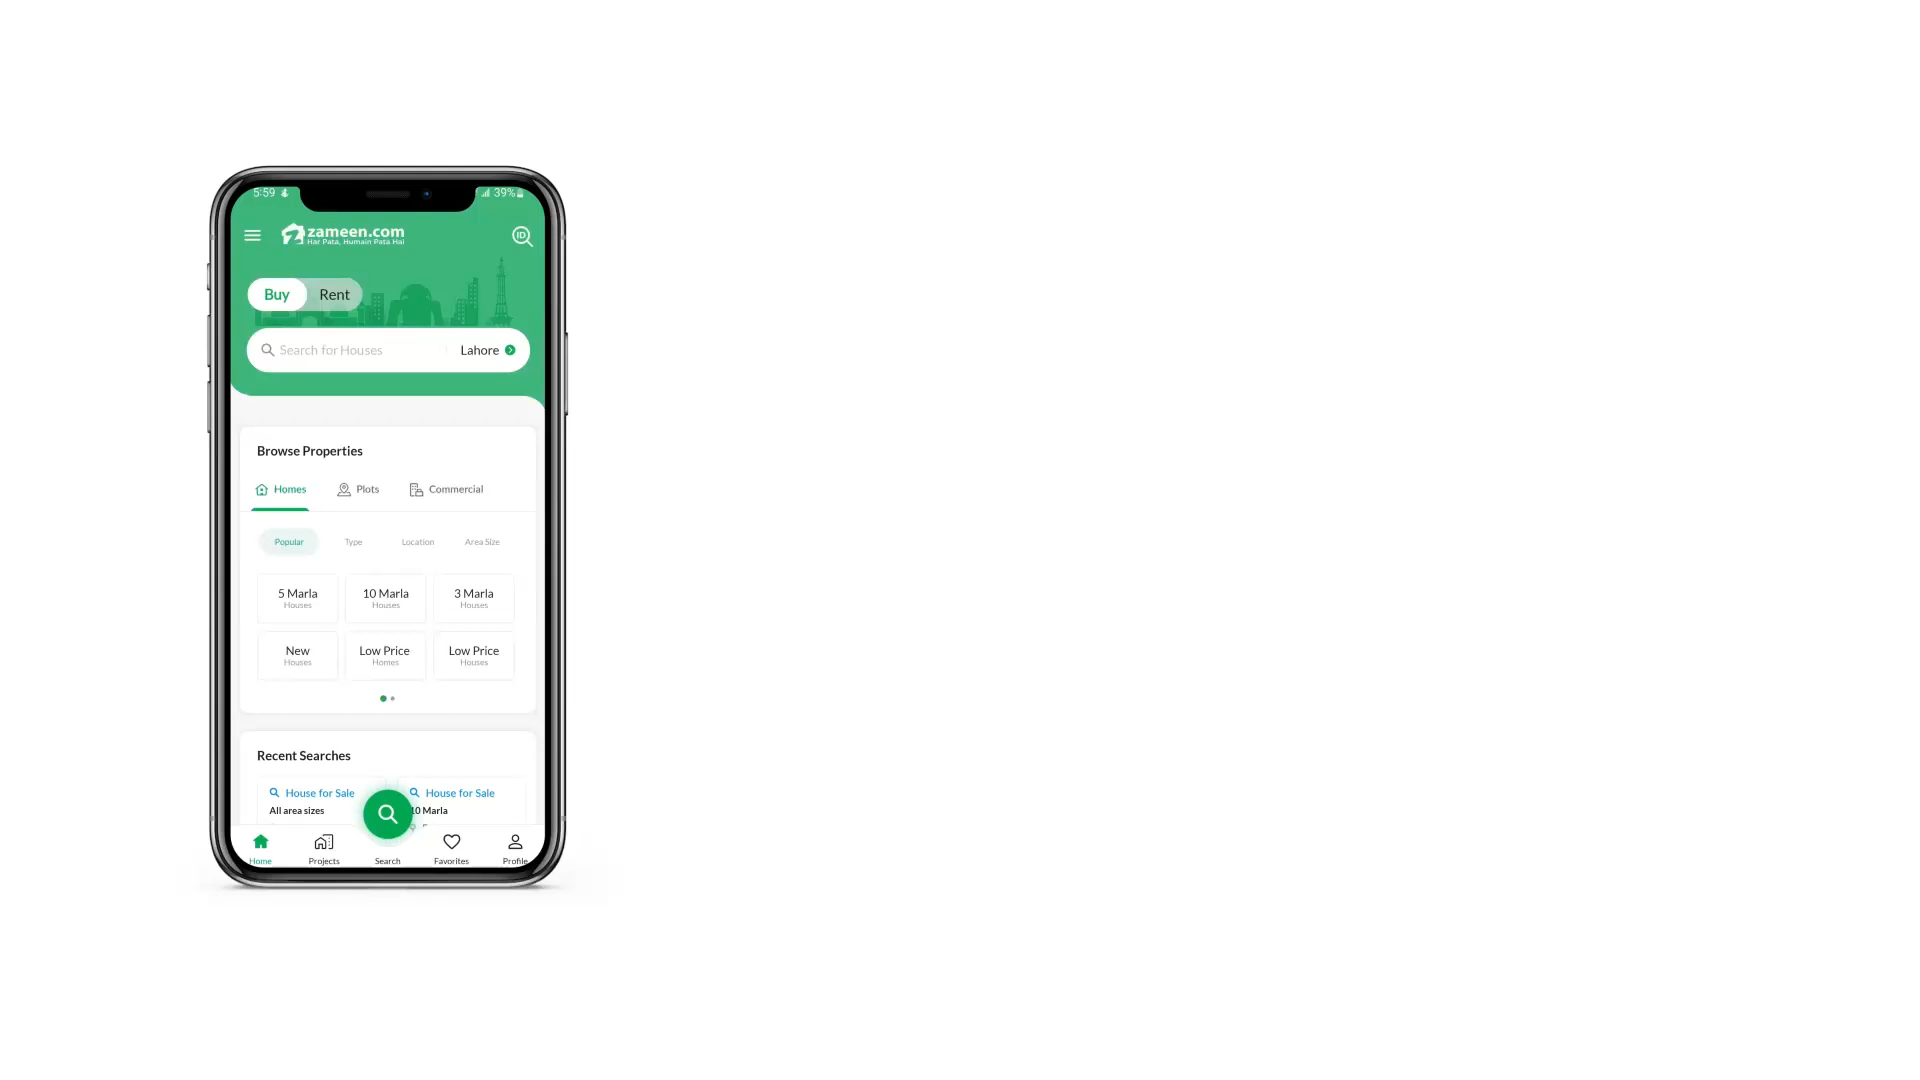 5:59
39%
zameen.com
Har Pata, Humain Pata Hai
ID
Buy Rent
Search for Houses Lahore
Browse Properties
Homes Plots Commercial
Popular Type Location Area Size
5 Marla 10 Marla 3 Marla
Houses Houses Houses
New Low Price Low Price
Houses Homes Houses
Recent Searches
House for Sale House for Sale
All area sizes 10 Marla
Home Projects Search Favorites Profile